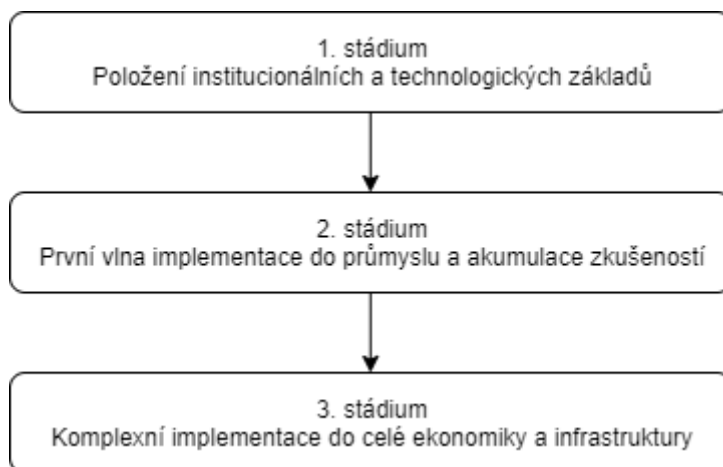 1. stádium
Položení institucionálních a technologických základů
2. stádium
První vlna implementace do průmyslu a akumulace zkušeností
3. stádium
Komplexní implementace do celé ekonomiky a infrastruktury